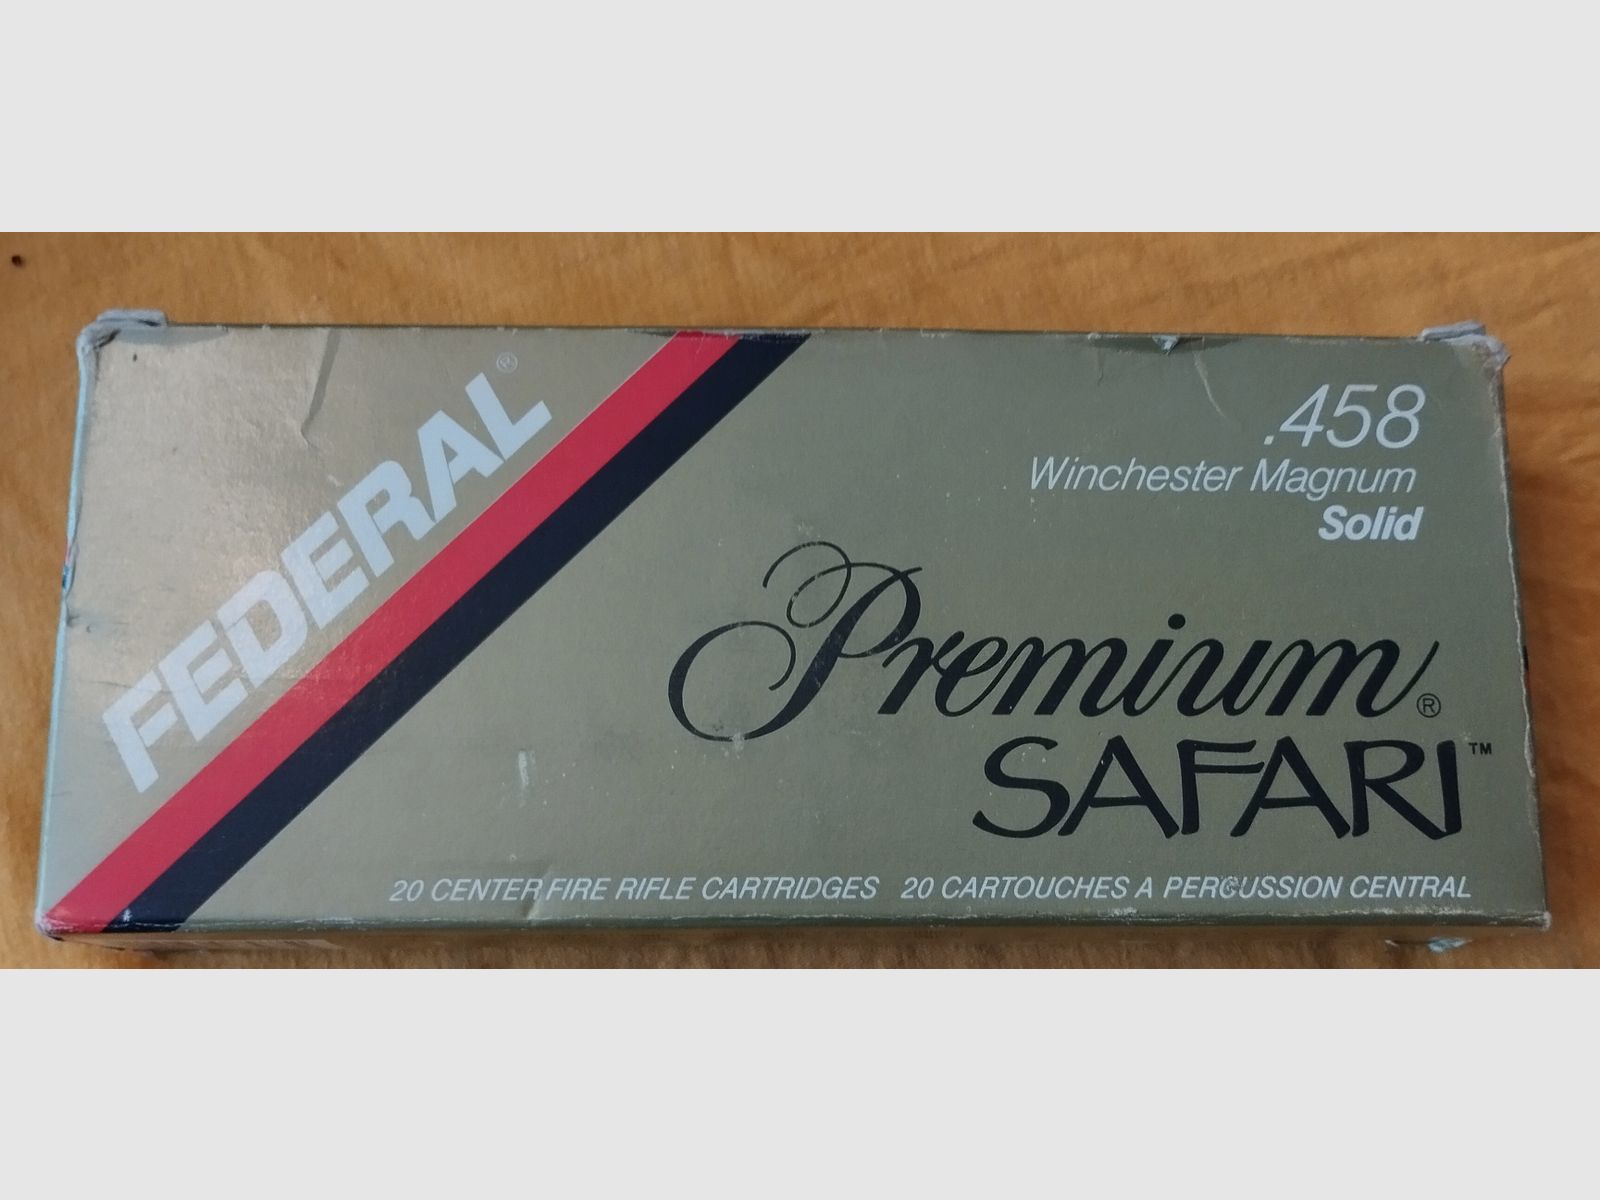 FEDERAL®
.458
Winchester Magnum
Solid
Premium®
SAFARI™
20 CENTER FIRE RIFLE CARTRIDGES 20 CARTOUCHES A PERCUSSION CENTRAL